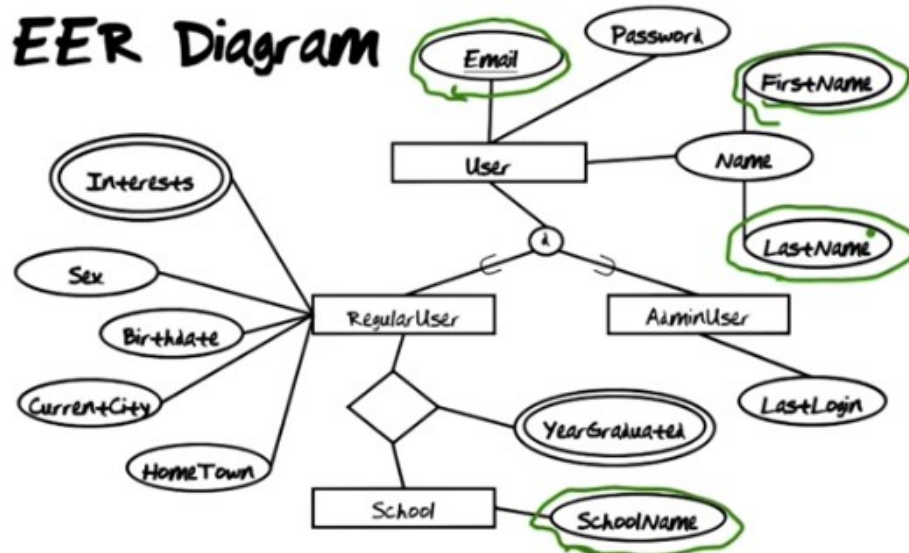 EER Diagram
Email
Password
FirstName
User
Name
Interests
d
LastName
Sex
RegularUser
AdminUser
Birthdate
CurrentCity
LastLogin
YearGraduated
HomeTown
School
SchoolName